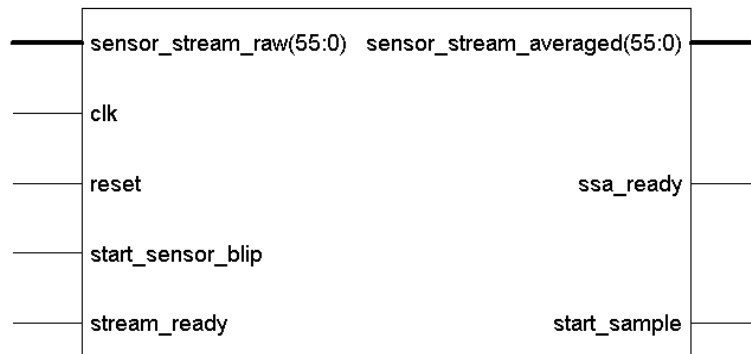 sensor_stream_raw(55:0) sensor_stream_averaged(55:0)
clk
reset ssa_ready
start_sensor_blip
stream_ready start_sample